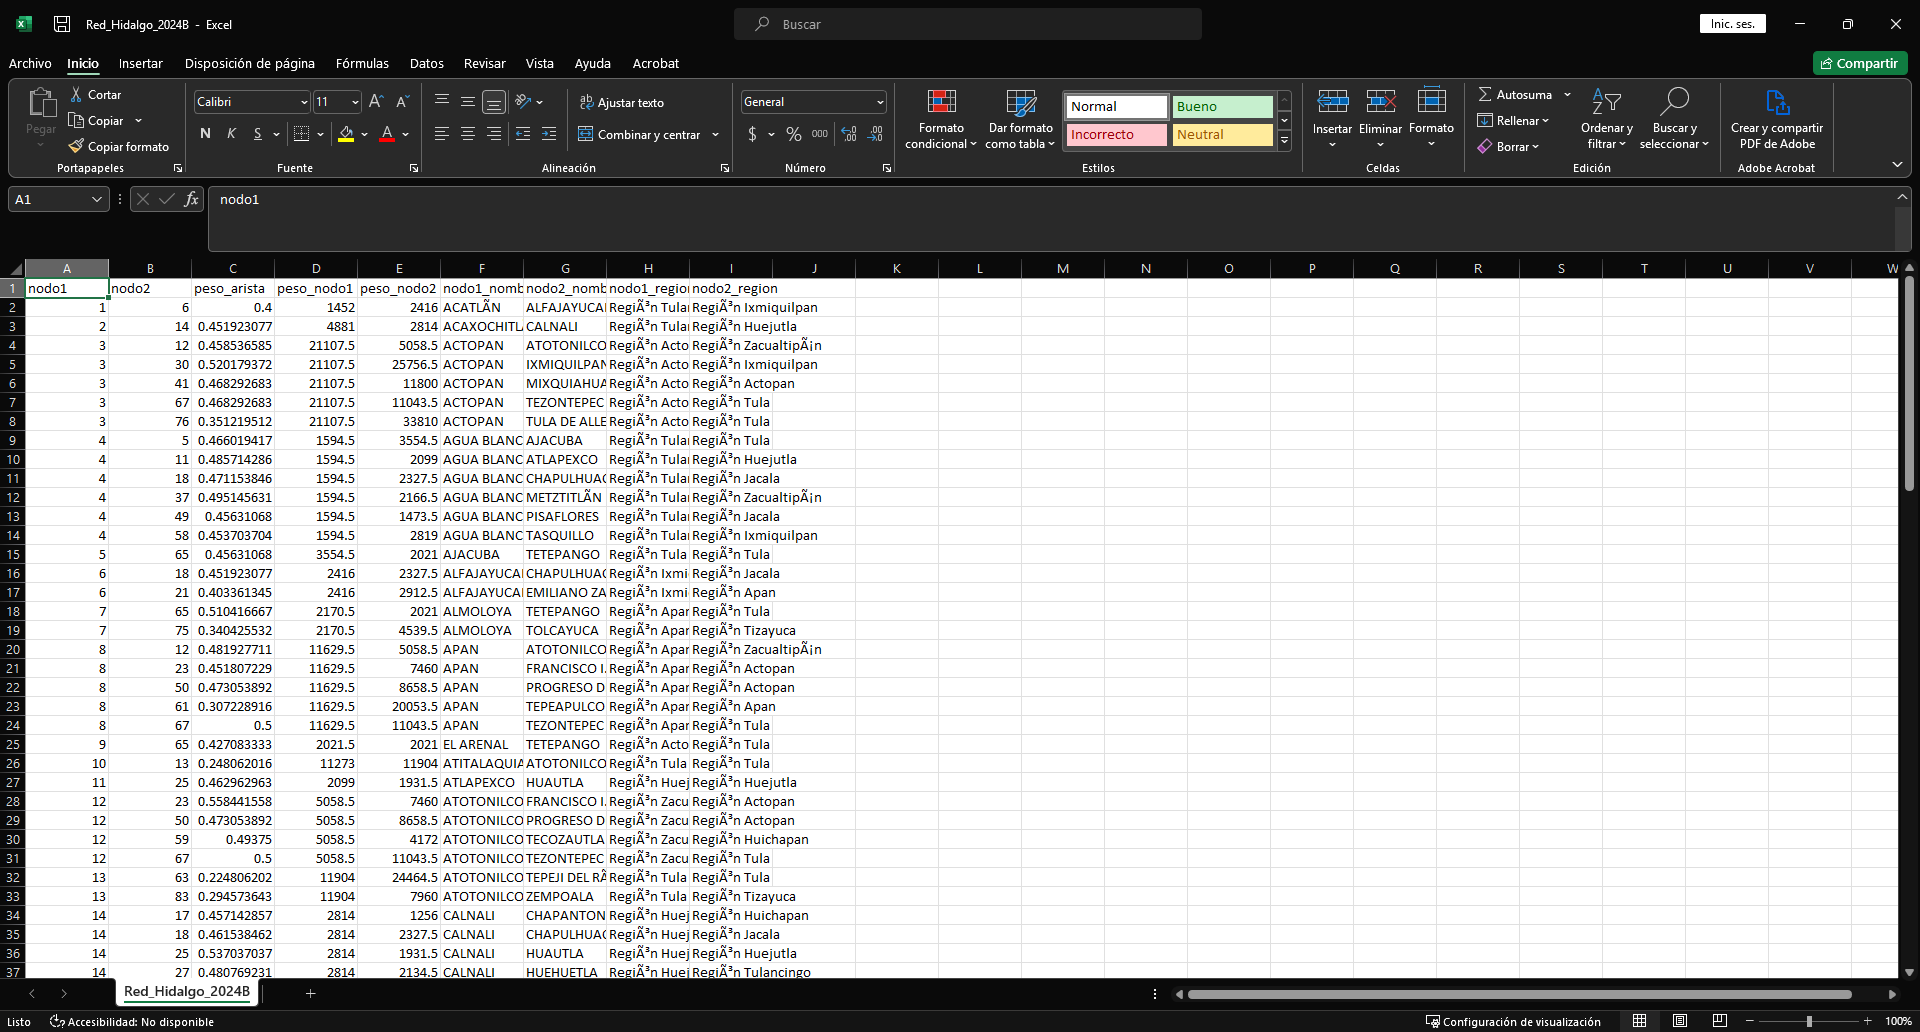 Red_Hidalgo_2024B - Excel
Buscar
Inic. ses.
Archivo Inicio Insertar Disposición de página Fórmulas Datos Revisar Vista Ayuda Acrobat
Compartir
Pegar
Cortar
Copiar
Copiar formato
Portapapeles
Calibri 11
N K S
Fuente
Ajustar texto
Combinar y centrar
Alineación
General
$ % 000
Número
Formato condicional
Dar formato como tabla
Normal Bueno
Incorrecto Neutral
Estilos
Insertar Eliminar Formato
Celdas
Autosuma
Rellenar
Borrar
Ordenar y filtrar
Buscar y seleccionar
Edición
Crear y compartir PDF de Adobe
Adobe Acrobat
A1 fx nodo1
A B C D E F G H I J K L M N O P Q R S T U V W
1 nodo1 nodo2 peso_arista peso_nodo1 peso_nodo2 nodo1_nomb nodo2_nomb nodo1_region nodo2_region
2 1 6 0.4 1452 2416 ACATLÃN ALFAJAYUCA RegiÃ³n Tular RegiÃ³n Ixmiquilpan
3 2 14 0.451923077 4881 2814 ACAXOCHITL CALNALI RegiÃ³n Tular RegiÃ³n Huejutla
4 3 12 0.458536585 21107.5 5058.5 ACTOPAN ATOTONILCO RegiÃ³n Acto RegiÃ³n ZacualtipÃ¡n
5 3 30 0.520179372 21107.5 25756.5 ACTOPAN IXMIQUILPAN RegiÃ³n Acto RegiÃ³n Ixmiquilpan
6 3 41 0.468292683 21107.5 11800 ACTOPAN MIXQUIAHUA RegiÃ³n Acto RegiÃ³n Actopan
7 3 67 0.468292683 21107.5 11043.5 ACTOPAN TEZONTEPEC RegiÃ³n Acto RegiÃ³n Tula
8 3 76 0.351219512 21107.5 33810 ACTOPAN TULA DE ALLE RegiÃ³n Acto RegiÃ³n Tula
9 4 5 0.466019417 1594.5 3554.5 AGUA BLANC AJACUBA RegiÃ³n Tular RegiÃ³n Tula
10 4 11 0.485714286 1594.5 2099 AGUA BLANC ATLAPEXCO RegiÃ³n Tular RegiÃ³n Huejutla
11 4 18 0.471153846 1594.5 2327.5 AGUA BLANC CHAPULHUAC RegiÃ³n Tular RegiÃ³n Jacala
12 4 37 0.495145631 1594.5 2166.5 AGUA BLANC METZTITLÃN RegiÃ³n Tular RegiÃ³n ZacualtipÃ¡n
13 4 49 0.45631068 1594.5 1473.5 AGUA BLANC PISAFLORES RegiÃ³n Tular RegiÃ³n Jacala
14 4 58 0.453703704 1594.5 2819 AGUA BLANC TASQUILLO RegiÃ³n Tular RegiÃ³n Ixmiquilpan
15 5 65 0.45631068 3554.5 2021 AJACUBA TETEPANGO RegiÃ³n Tula RegiÃ³n Tula
16 6 18 0.451923077 2416 2327.5 ALFAJAYUCA CHAPULHUAC RegiÃ³n Ixmi RegiÃ³n Jacala
17 6 21 0.403361345 2416 2912.5 ALFAJAYUCA EMILIANO ZA RegiÃ³n Ixmi RegiÃ³n Apan
18 7 65 0.510416667 2170.5 2021 ALMOLOYA TETEPANGO RegiÃ³n Apan RegiÃ³n Tula
19 7 75 0.340425532 2170.5 4539.5 ALMOLOYA TOLCAYUCA RegiÃ³n Apan RegiÃ³n Tizayuca
20 8 12 0.481927711 11629.5 5058.5 APAN ATOTONILCO RegiÃ³n Apan RegiÃ³n ZacualtipÃ¡n
21 8 23 0.451807229 11629.5 7460 APAN FRANCISCO I. RegiÃ³n Apan RegiÃ³n Actopan
22 8 50 0.473053892 11629.5 8658.5 APAN PROGRESO D RegiÃ³n Apan RegiÃ³n Actopan
23 8 61 0.307228916 11629.5 20053.5 APAN TEPEAPULCO RegiÃ³n Apan RegiÃ³n Apan
24 8 67 0.5 11629.5 11043.5 APAN TEZONTEPEC RegiÃ³n Apan RegiÃ³n Tula
25 9 65 0.427083333 2021.5 2021 EL ARENAL TETEPANGO RegiÃ³n Acto RegiÃ³n Tula
26 10 13 0.248062016 11273 11904 ATITALAQUIA ATOTONILCO RegiÃ³n Tula RegiÃ³n Tula
27 11 25 0.462962963 2099 1931.5 ATLAPEXCO HUAUTLA RegiÃ³n Huej RegiÃ³n Huejutla
28 12 23 0.558441558 5058.5 7460 ATOTONILCO FRANCISCO I. RegiÃ³n Zacu RegiÃ³n Actopan
29 12 50 0.473053892 5058.5 8658.5 ATOTONILCO PROGRESO D RegiÃ³n Zacu RegiÃ³n Actopan
30 12 59 0.49375 5058.5 4172 ATOTONILCO TECOZAUTLA RegiÃ³n Zacu RegiÃ³n Huichapan
31 12 67 0.5 5058.5 11043.5 ATOTONILCO TEZONTEPEC RegiÃ³n Zacu RegiÃ³n Tula
32 13 63 0.224806202 11904 24464.5 ATOTONILCO TEPEJI DEL RÃ RegiÃ³n Tula RegiÃ³n Tula
33 13 83 0.294573643 11904 7960 ATOTONILCO ZEMPOALA RegiÃ³n Tula RegiÃ³n Tizayuca
34 14 17 0.457142857 2814 1256 CALNALI CHAPANTON RegiÃ³n Huej RegiÃ³n Huichapan
35 14 18 0.461538462 2814 2327.5 CALNALI CHAPULHUAC RegiÃ³n Huej RegiÃ³n Jacala
36 14 25 0.537037037 2814 1931.5 CALNALI HUAUTLA RegiÃ³n Huej RegiÃ³n Huejutla
37 14 27 0.480769231 2814 2134.5 CALNALI HUEHUETLA RegiÃ³n Huej RegiÃ³n Tulancingo
Red_Hidalgo_2024B
Listo Accesibilidad: No disponible Configuración de visualización 100%